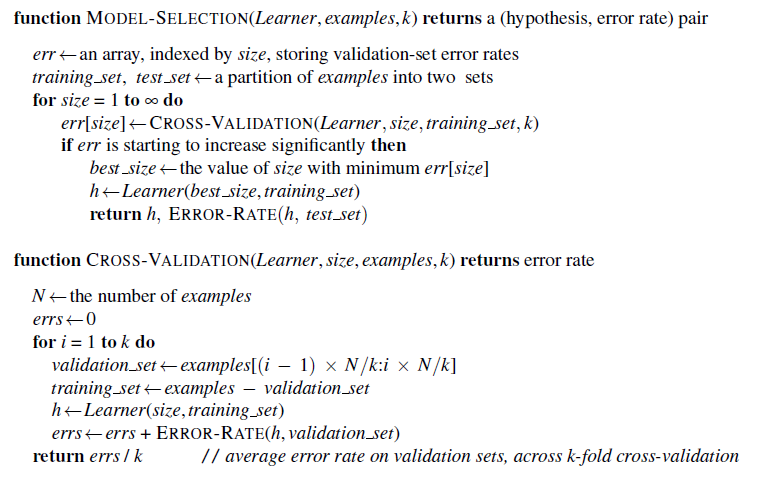 function MODEL-SELECTION(Learner, examples, k) returns a (hypothesis, error rate) pair
err ← an array, indexed by size, storing validation-set error rates
training_set, test_set ← a partition of examples into two sets
for size = 1 to ∞ do
err[size] ← CROSS-VALIDATION(Learner, size, training_set, k)
if err is starting to increase significantly then
best_size ← the value of size with minimum err[size]
h ← Learner(best_size, training_set)
return h, ERROR-RATE(h, test_set)
function CROSS-VALIDATION(Learner, size, examples, k) returns error rate
N ← the number of examples
errs ← 0
for i = 1 to k do
validation_set ← examples[(i − 1) × N/k:i × N/k]
training_set ← examples − validation_set
h ← Learner(size, training_set)
errs ← errs + ERROR-RATE(h, validation_set)
return errs / k // average error rate on validation sets, across k-fold cross-validation